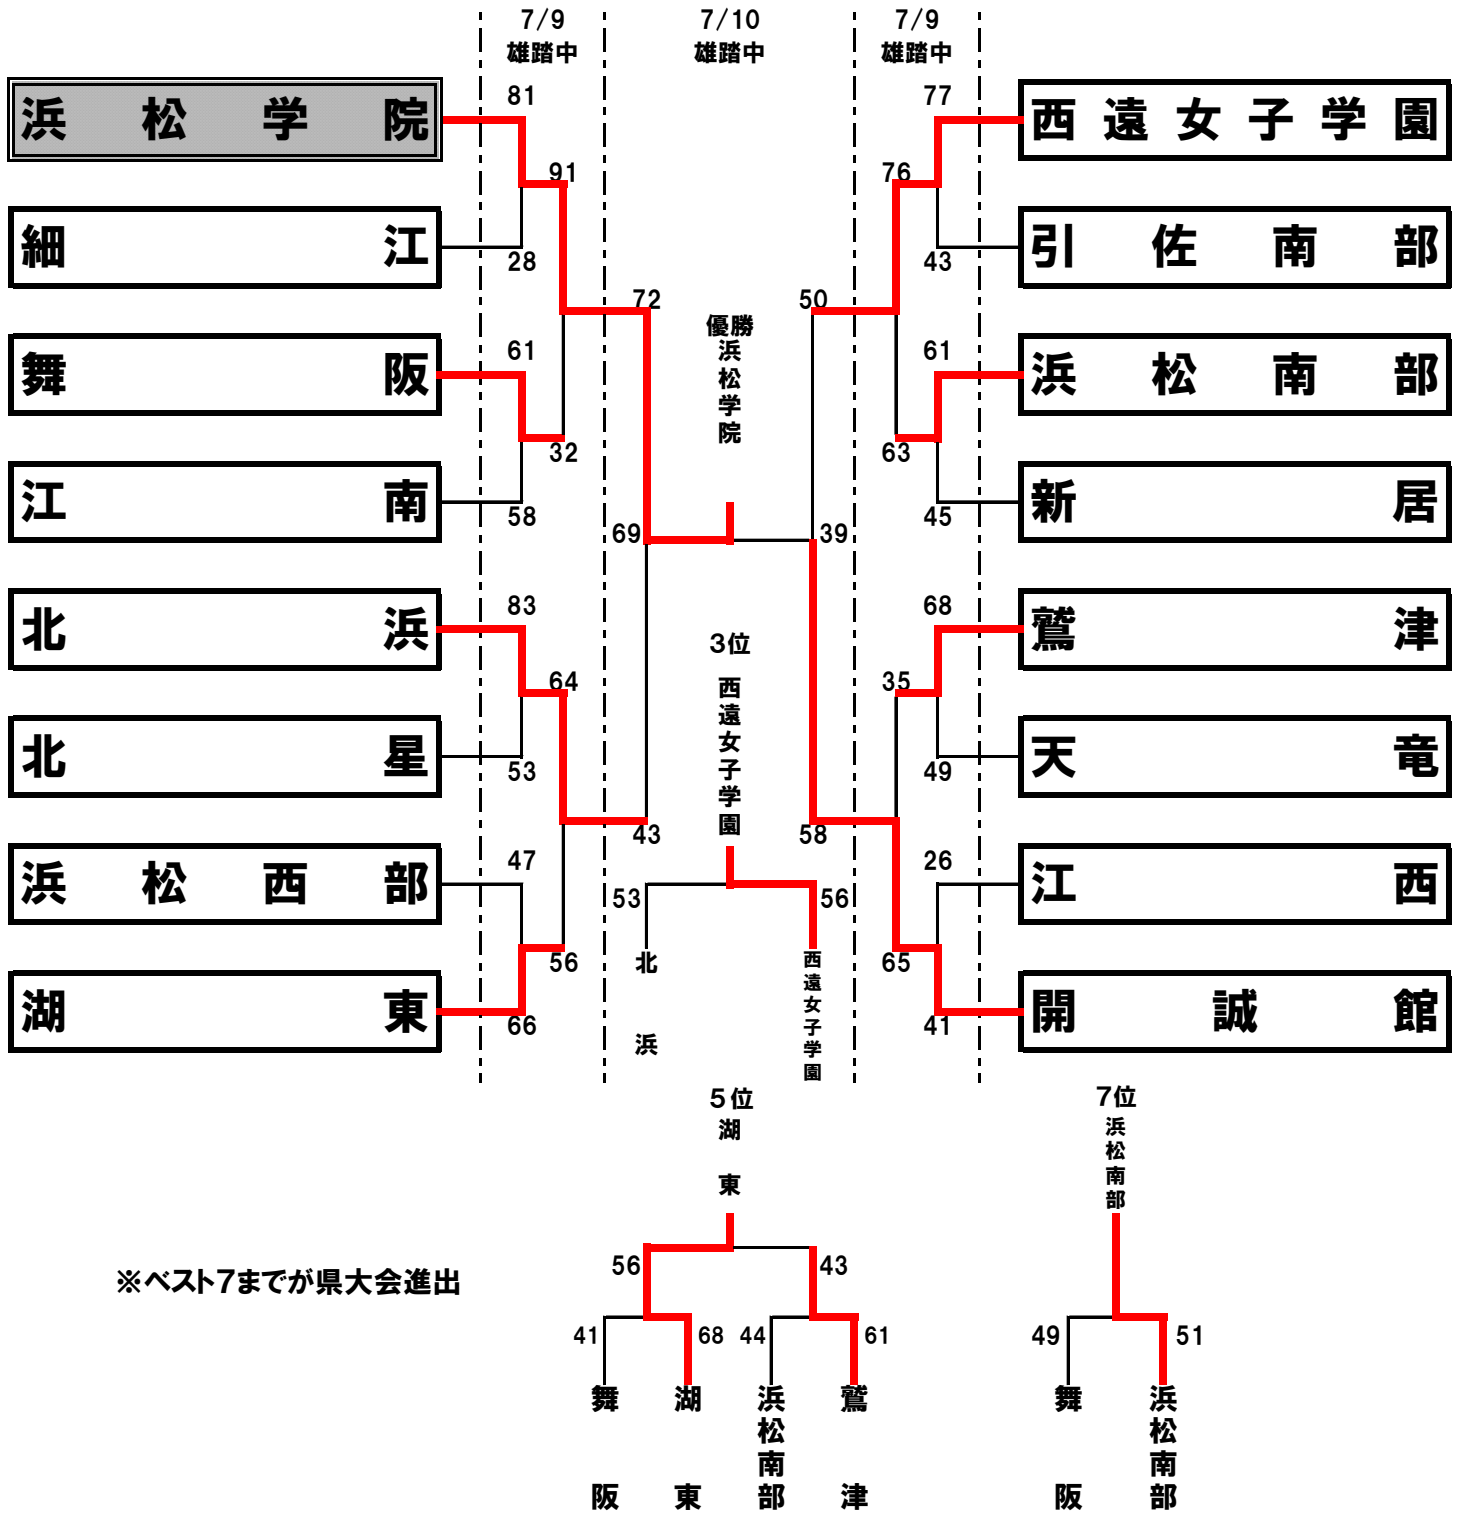 7/9
雄踏中
7/10
雄踏中
7/9
雄踏中
浜松学院
81
91
細江
28
舞阪
61
32
江南
58
72
69
北浜
83
64
北星
53
43
浜松西部
47
56
湖東
66
西遠女子学園
77
76
引佐南部
43
50
浜松南部
61
63
新居
45
39
鷲津
68
35
天竜
49
58
江西
26
65
開誠館
41
優勝
浜松学院
3位
西遠女子学園
53
56
北浜
西遠女子学園
5位
湖東
56
43
41
68
44
61
舞阪
湖東
浜松南部
鷲津
7位
浜松南部
49
51
舞阪
浜松南部
※ベスト7までが県大会進出